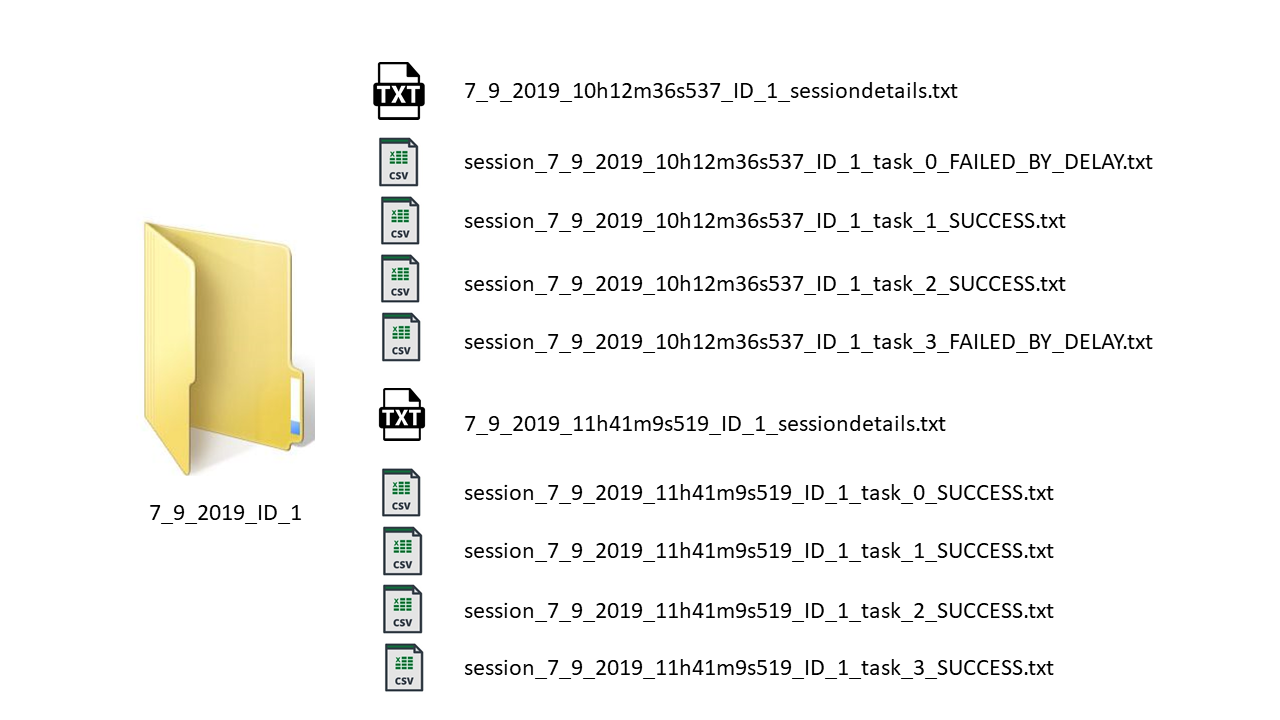 TXT
7_9_2019_10h12m36s537_ID_1_sessiondetails.txt
CSV
session_7_9_2019_10h12m36s537_ID_1_task_0_FAILED_BY_DELAY.txt
CSV
session_7_9_2019_10h12m36s537_ID_1_task_1_SUCCESS.txt
CSV
session_7_9_2019_10h12m36s537_ID_1_task_2_SUCCESS.txt
CSV
session_7_9_2019_10h12m36s537_ID_1_task_3_FAILED_BY_DELAY.txt
TXT
7_9_2019_11h41m9s519_ID_1_sessiondetails.txt
CSV
session_7_9_2019_11h41m9s519_ID_1_task_0_SUCCESS.txt
7_9_2019_ID_1
CSV
session_7_9_2019_11h41m9s519_ID_1_task_1_SUCCESS.txt
CSV
session_7_9_2019_11h41m9s519_ID_1_task_2_SUCCESS.txt
CSV
session_7_9_2019_11h41m9s519_ID_1_task_3_SUCCESS.txt